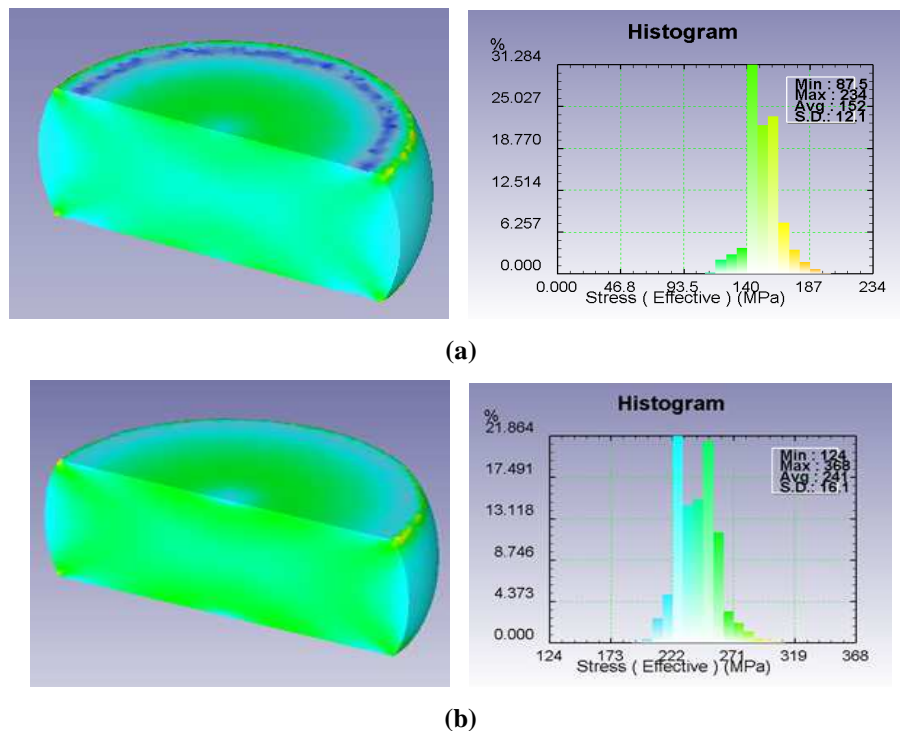 Histogram
%
31.284
25.027
18.770
12.514
6.257
0.000
Min : 87.5
Max : 234
Avg : 152
S.D.: 12.1
0.000 46.8 93.5 140 187 234
Stress ( Effective ) (MPa)
(a)
Histogram
%
21.864
17.491
13.118
8.746
4.373
0.000
Min : 124
Max : 368
Avg : 241
S.D.: 16.1
124 173 222 271 319 368
Stress ( Effective ) (MPa)
(b)